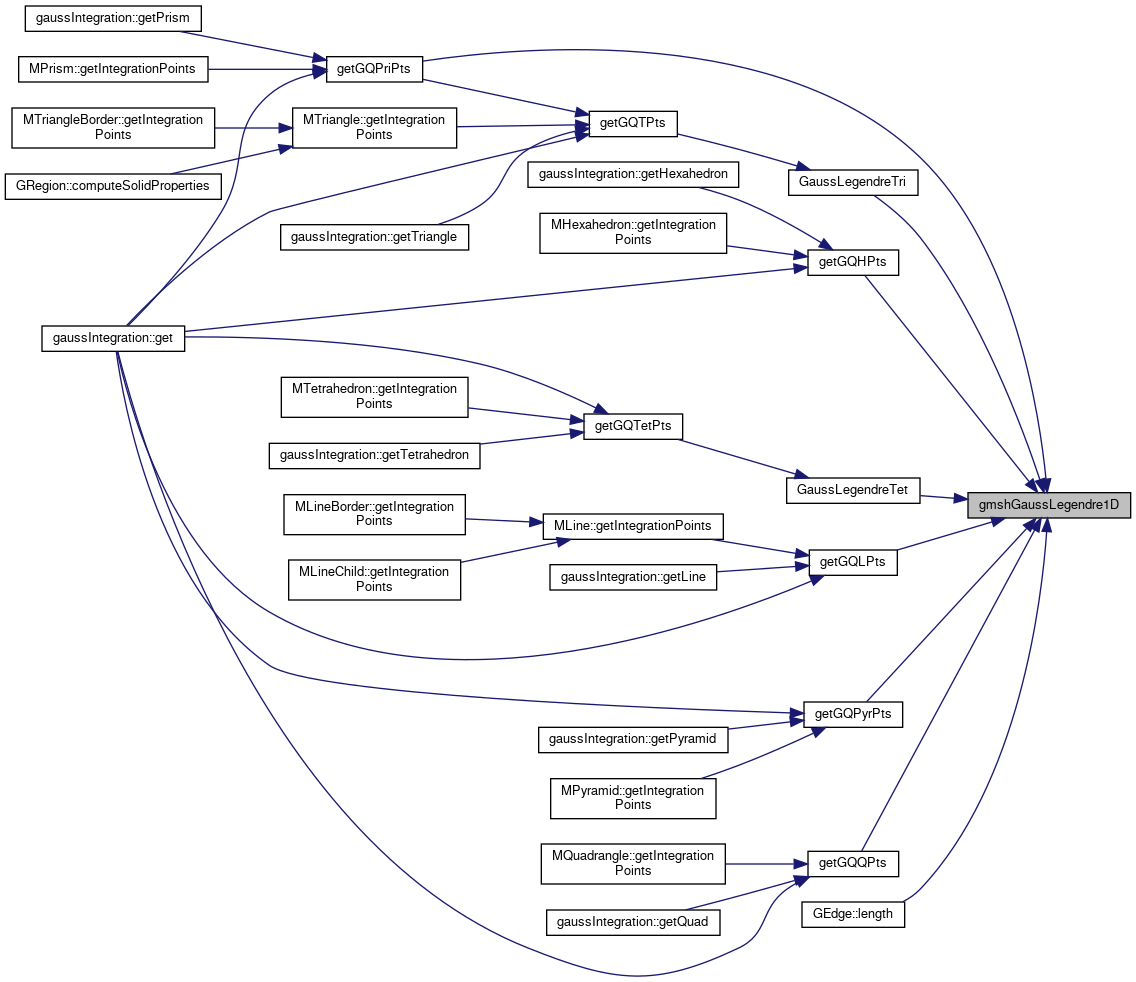 gaussIntegration::getPrism
MPrism::getIntegrationPoints
getGQPriPts
MTriangleBorder::getIntegration
Points
MTriangle::getIntegration
Points
getGQTPts
GRegion::computeSolidProperties
gaussIntegration::getHexahedron
GaussLegendreTri
gaussIntegration::getTriangle
MHexahedron::getIntegration
Points
getGQHPts
gaussIntegration::get
MTetrahedron::getIntegration
Points
getGQTetPts
gaussIntegration::getTetrahedron
GaussLegendreTet
gmshGaussLegendre1D
MLineBorder::getIntegration
Points
MLine::getIntegrationPoints
getGQLPts
MLineChild::getIntegration
Points
gaussIntegration::getLine
getGQPyrPts
gaussIntegration::getPyramid
MPyramid::getIntegration
Points
MQuadrangle::getIntegration
Points
getGQQPts
gaussIntegration::getQuad
GEdge::length